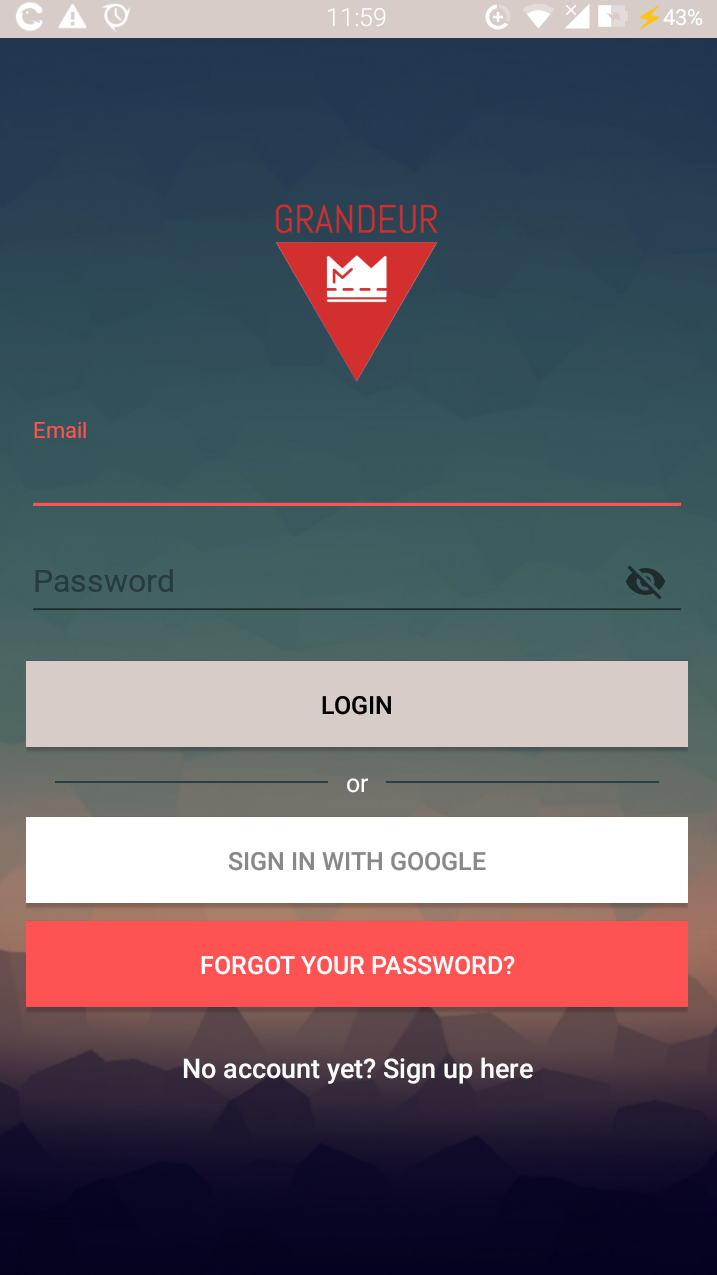 11:59
43%
GRANDEUR
Email
Password
LOGIN
or
SIGN IN WITH GOOGLE
FORGOT YOUR PASSWORD?
No account yet? Sign up here